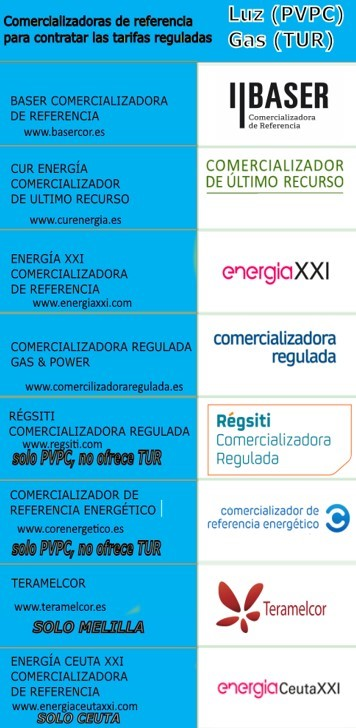 Comercializadoras de referencia
para contratar las tarifas reguladas
Luz (PVPC)
Gas (TUR)
BASER COMERCIALIZADORA
DE REFERENCIA
www.basercor.es
BASER
Comercializadora
de Referencia
CUR ENERGÍA
COMERCIALIZADOR
DE ULTIMO RECURSO
www.curenergia.es
COMERCIALIZADOR
DE ÚLTIMO RECURSO
ENERGÍA XXI
COMERCIALIZADORA
DE REFERENCIA
www.energiaxxi.com
energíaXXI
COMERCIALIZADORA REGULADA
GAS & POWER
www.comercilizadoraregulada.es
comercializadora
regulada
RÉGSITI
COMERCIALIZADORA REGULADA
www.regsiti.com
solo PVPC, no ofrece TUR
Régsiti
Comercializadora
Regulada
COMERCIALIZADOR DE
REFERENCIA ENERGÉTICO
www.corenergetico.es
solo PVPC, no ofrece TUR
comercializador de
referencia energético
TERAMELCOR
www.teramelcor.es
SOLO MELILLA
Teramelcor
ENERGÍA CEUTA XXI
COMERCIALIZADORA
DE REFERENCIA
www.energiaceutaxxi.com
SOLO CEUTA
energíaCeutaXXI